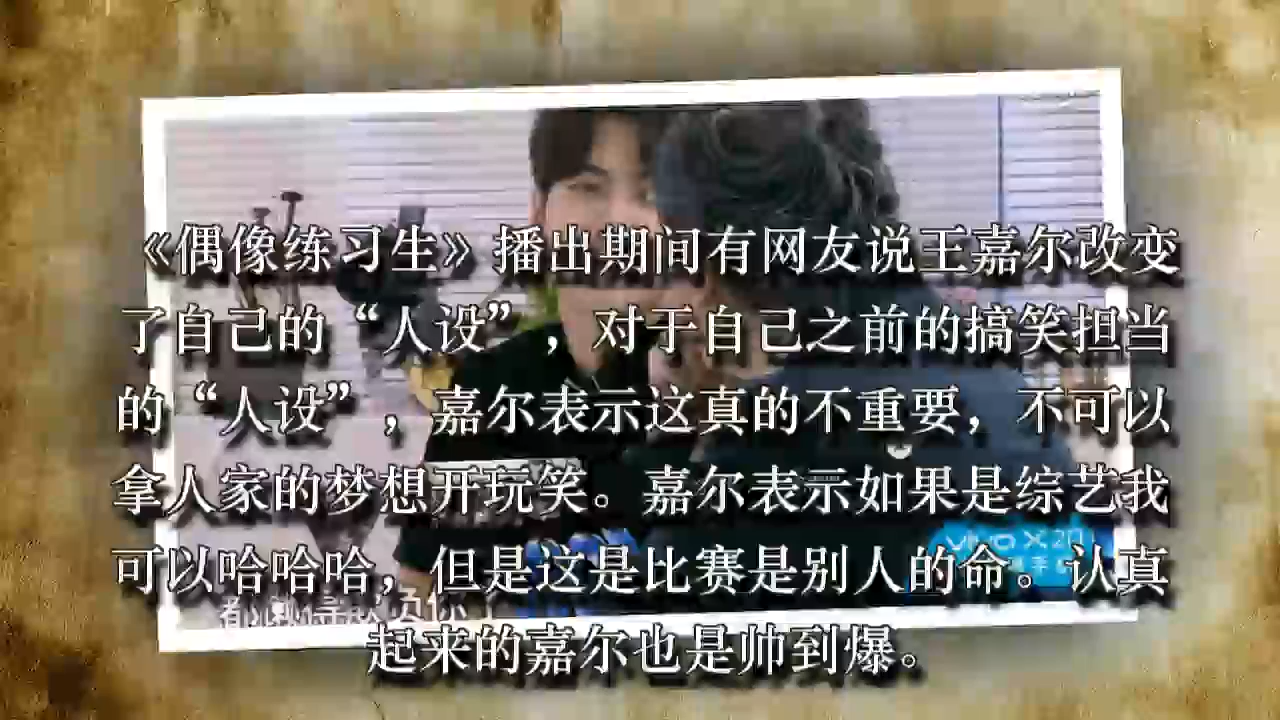 《偶像练习生》播出期间有网友说王嘉尔改变
了自己的“人设”，对于自己之前的搞笑担当
的“人设”，嘉尔表示这真的不重要，不可以
拿人家的梦想开玩笑。嘉尔表示如果是综艺我
可以哈哈哈，但是这是比赛是别人的命。认真
起来的嘉尔也是帅到爆。
vivo X20